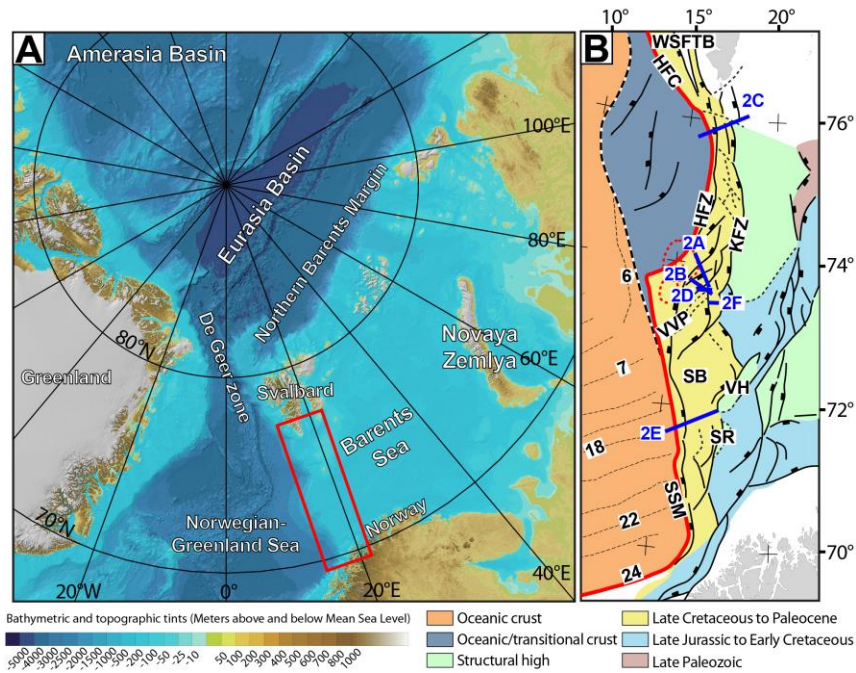 A
Amerasia Basin
Eurasia Basin
100°E
Northern Barents Margin
80°E
Novaya
Zemlya
60°E
80°N
De Geer zone
Greenland
Svalbard
Barents
Sea
Norwegian-
Greenland Sea
Norway
70°N
20°W
0°
20°E
40°E
B
10°
15°
20°
WSFTB
HFC
2C
76°
HFZ
KFZ
2A
74°
6
2B
2D
2F
VVP
7
SB
VH
72°
2E
SR
18
SSM
22
70°
24
Bathymetric and topographic tints (Meters above and below Mean Sea Level)
-5000
-4000
-3000
-2500
-2000
-1500
-1000
-500
-200
-100
-50
-25
-10
50
100
200
300
400
500
600
700
800
1000
Oceanic crust
Oceanic/transitional crust
Structural high
Late Cretaceous to Paleocene
Late Jurassic to Early Cretaceous
Late Paleozoic